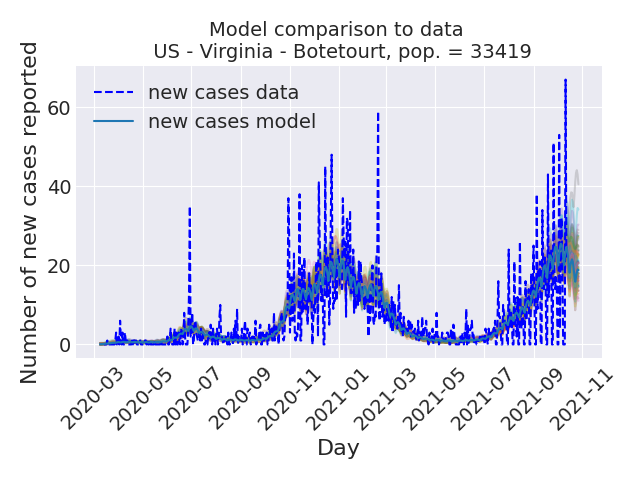 Model comparison to data
US - Virginia - Botetourt, pop. = 33419
Number of new cases reported
60
40
20
0
new cases data
new cases model
2020-03
2020-05
2020-07
2020-09
2020-11
2021-01
2021-03
2021-05
2021-07
2021-09
2021-11
Day